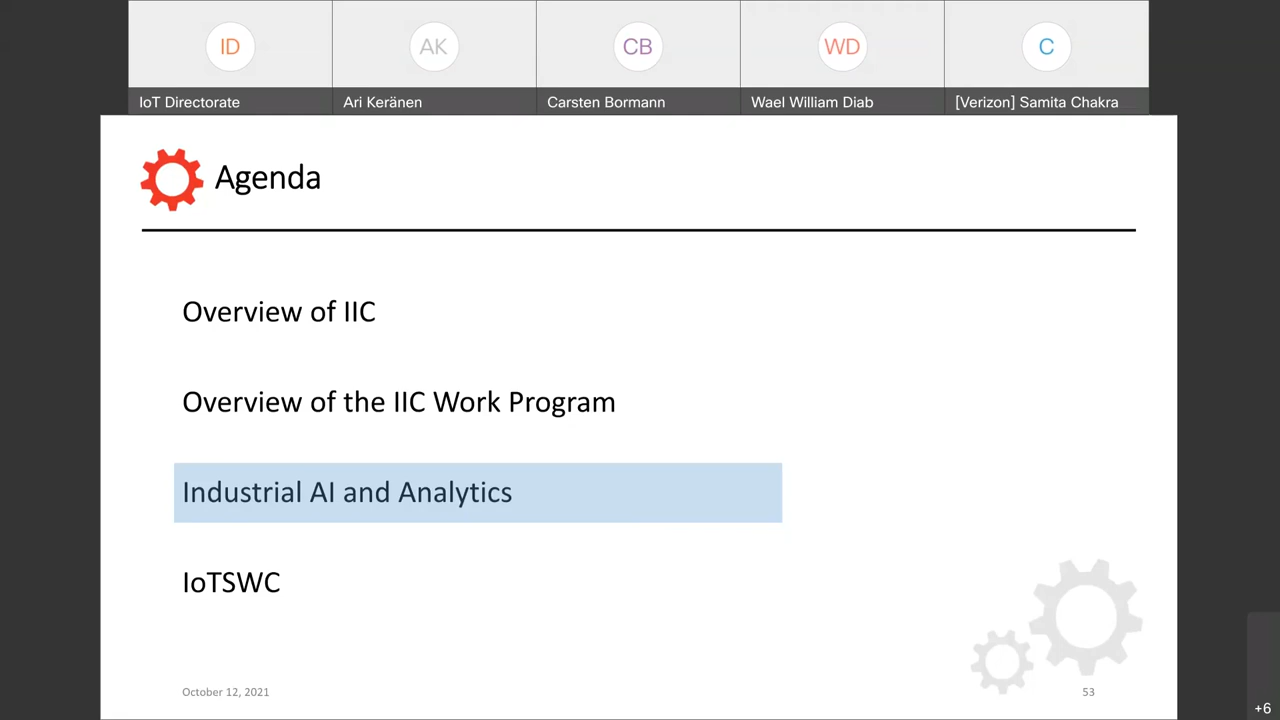 ID
AK
CB
WD
C
IoT Directorate
Ari Keränen
Carsten Bormann
Wael William Diab
[Verizon] Samita Chakra
Agenda
Overview of IIC
Overview of the IIC Work Program
Industrial AI and Analytics
IoTSWC
October 12, 2021
53
+6